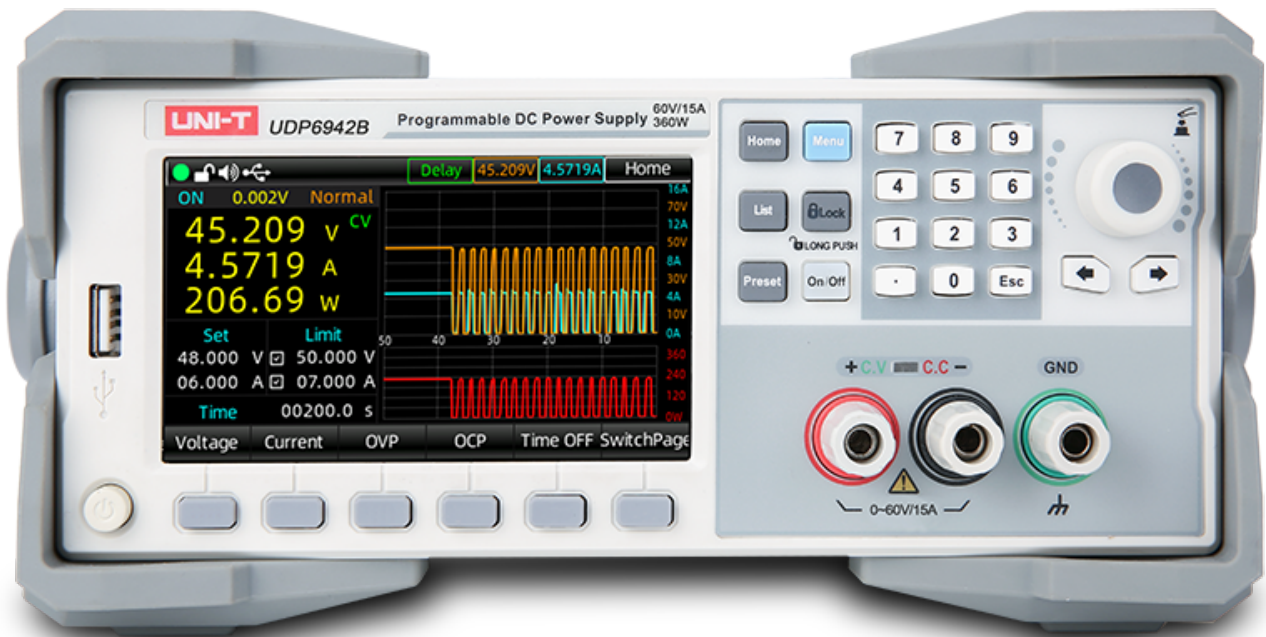 UNI-T UDP6942B Programmable DC Power Supply 60V/15A
360W
Delay 45.209V 4.5719A Home
ON 0.002V Normal
45.209 V CV
4.5719 A
206.69 W
Set Limit
48.000 V 50.000 V
06.000 A 07.000 A
Time 00200.0 s
16A
70V
12A
50V
8A
30V
4A
10V
0A
50 40 30 20 10
360
240
120
0W
Voltage Current OVP OCP Time OFF SwitchPage
Home Menu 7 8 9
4 5 6
List Lock
LONG PUSH
1 2 3
Preset On/Off . 0 Esc
+ C.V C.C − GND
0~60V/15A